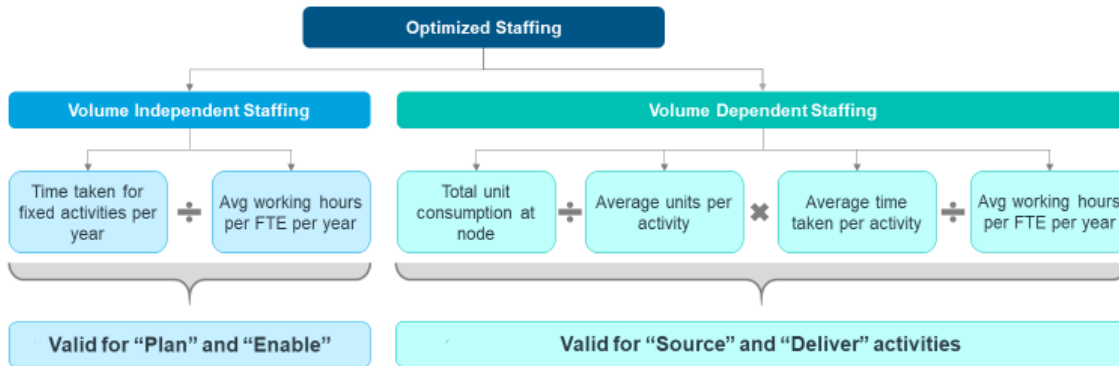 Optimized Staffing
Volume Independent Staffing
Volume Dependent Staffing
Time taken for
fixed activities per
year
÷
Avg working hours
per FTE per year
Total unit
consumption at
node
÷
Average units per
activity
✖
Average time
taken per activity
÷
Avg working hours
per FTE per year
Valid for “Plan” and “Enable”
Valid for “Source” and “Deliver” activities